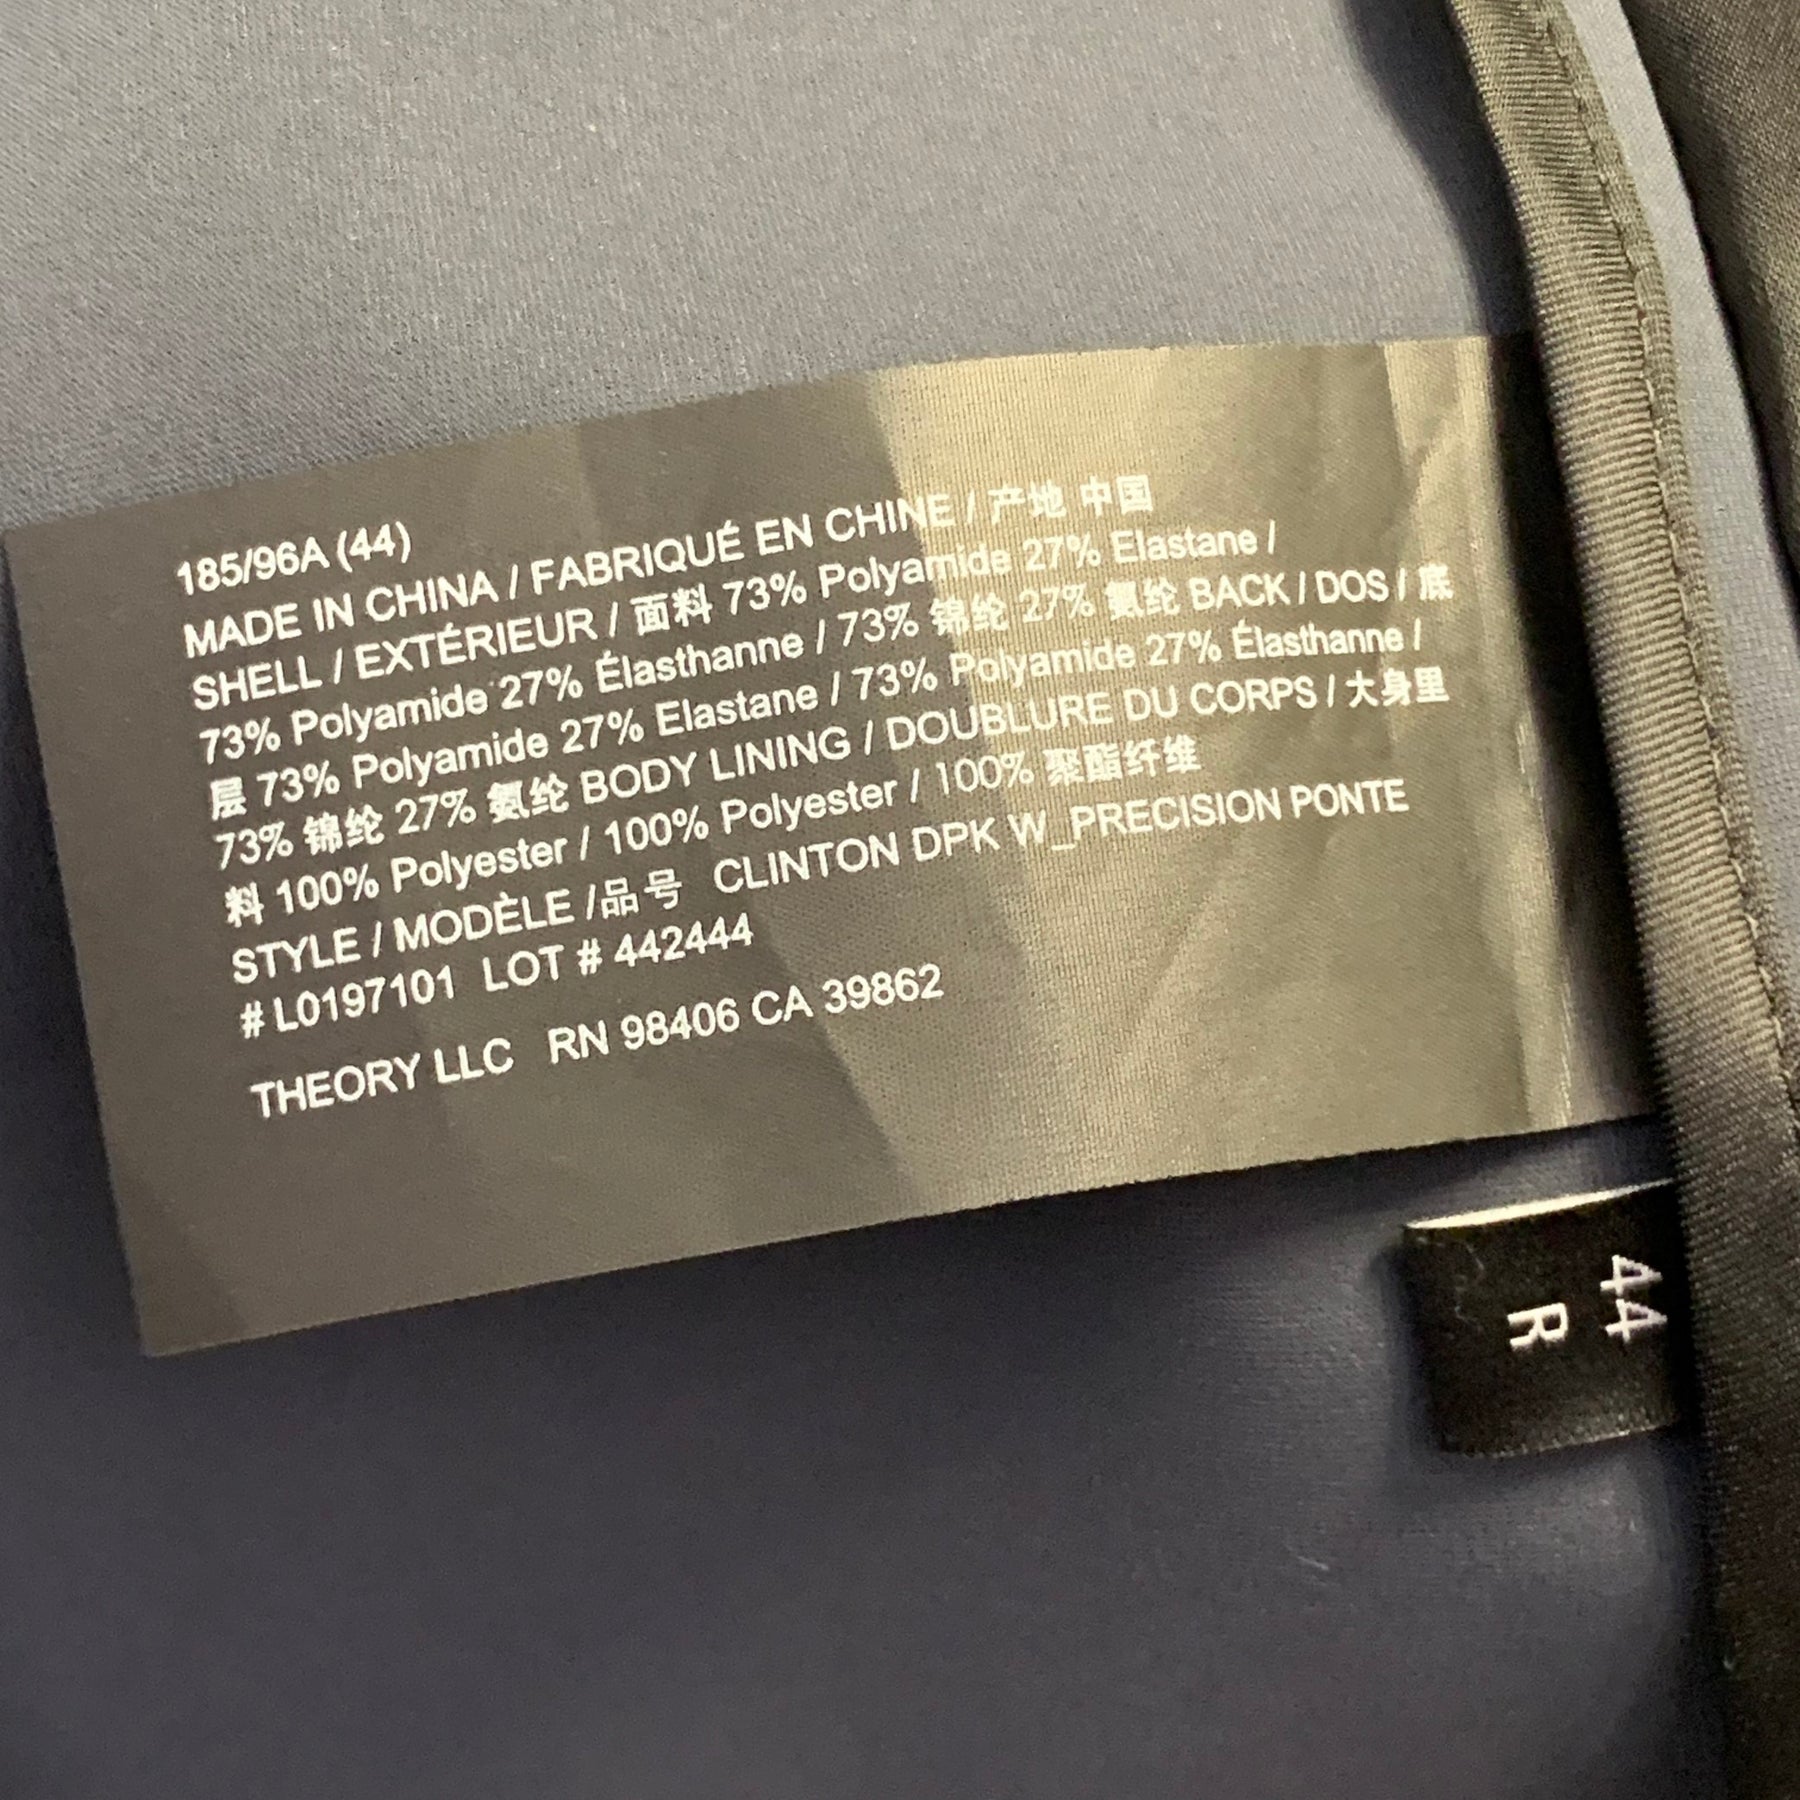 185/96A (44)
MADE IN CHINA / FABRIQUÉ EN CHINE / 产地 中国
SHELL / EXTÉRIEUR / 面料 73% Polyamide 27% Elastane /
73% Polyamide 27% Élasthanne / 73% 锦纶 27% 氨纶 BACK / DOS / 底
层 73% Polyamide 27% Elastane / 73% Polyamide 27% Élasthanne /
73% 锦纶 27% 氨纶 BODY LINING / DOUBLURE DU CORPS / 大身里
料 100% Polyester / 100% Polyester / 100% 聚酯纤维
STYLE / MODÈLE /品号 CLINTON DPK W_PRECISION PONTE
# L0197101 LOT # 442444
THEORY LLC RN 98406 CA 39862
44
R